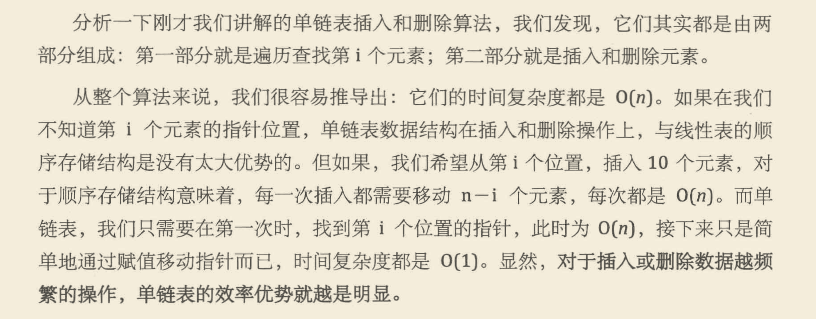 分析一下刚才我们讲解的单链表插入和删除算法，我们发现，它们其实都是由两
部分组成：第一部分就是遍历查找第 i 个元素；第二部分就是插入和删除元素。
从整个算法来说，我们很容易推导出：它们的时间复杂度都是 O(n)。如果在我们
不知道第 i 个元素的指针位置，单链表数据结构在插入和删除操作上，与线性表的顺
序存储结构是没有太大优势的。但如果，我们希望从第 i 个位置，插入 10 个元素，对
于顺序存储结构意味着，每一次插入都需要移动 n－i 个元素，每次都是 O(n)。而单
链表，我们只需要在第一次时，找到第 i 个位置的指针，此时为 O(n)，接下来只是简
单地通过赋值移动指针而已，时间复杂度都是 O(1)。显然，对于插入或删除数据越频
繁的操作，单链表的效率优势就越是明显。